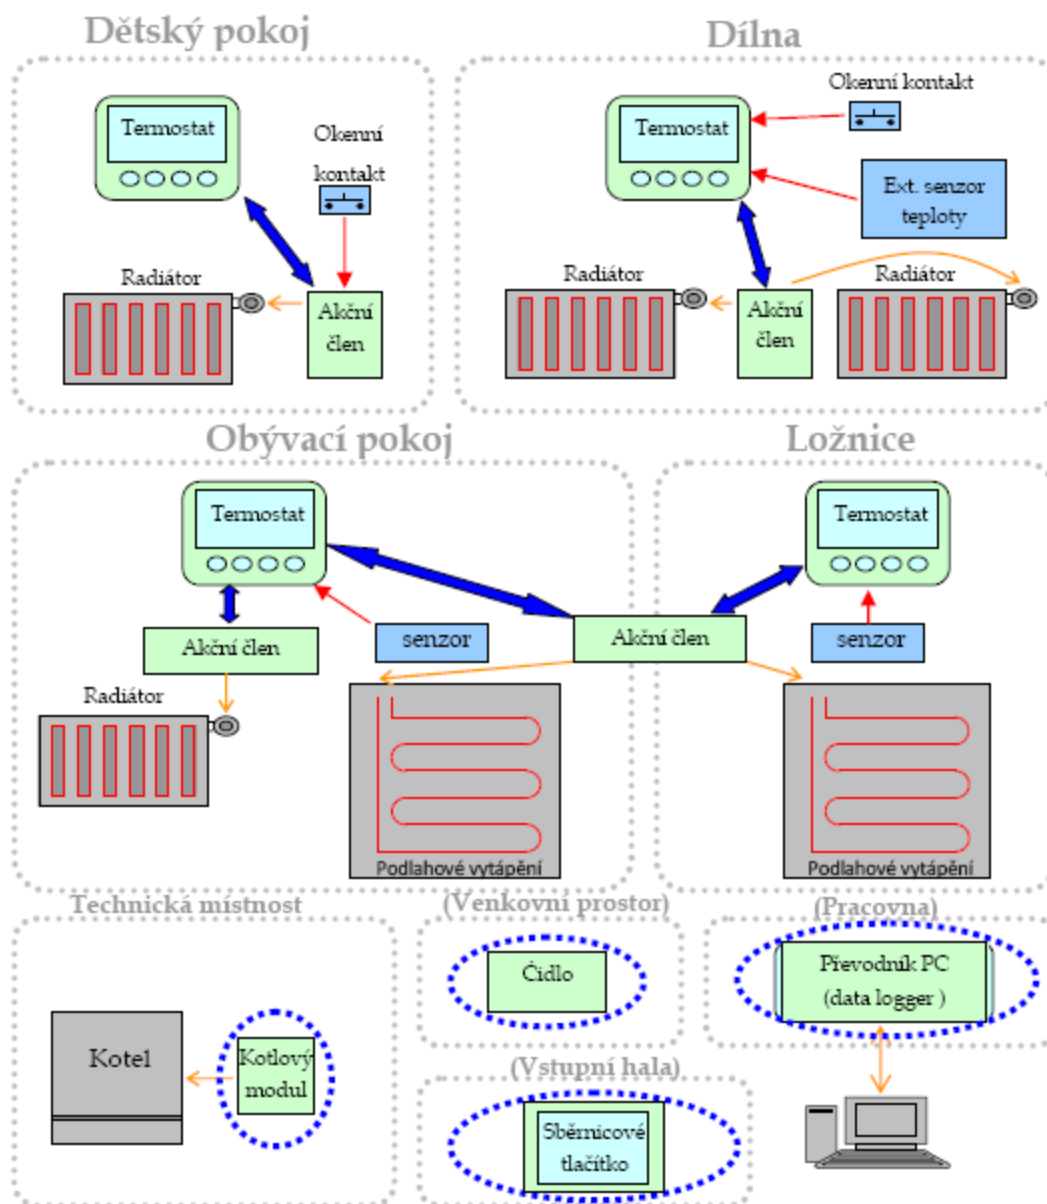 Dětský pokoj
Termostat
Okenní
kontakt
Radiátor
Akční
člen
Dílna
Okenní kontakt
Termostat
Ext. senzor
teploty
Radiátor
Radiátor
Akční
člen
Obývací pokoj
Termostat
senzor
Akční člen
Akční člen
Radiátor
Podlahové vytápění
Ložnice
Termostat
senzor
Podlahové vytápění
Technická místnost
Kotel
Kotlový
modul
(Venkovní prostor)
Čidlo
(Pracovna)
Převodník PC
(data logger )
(Vstupní hala)
Sběrnicové
tlačítko